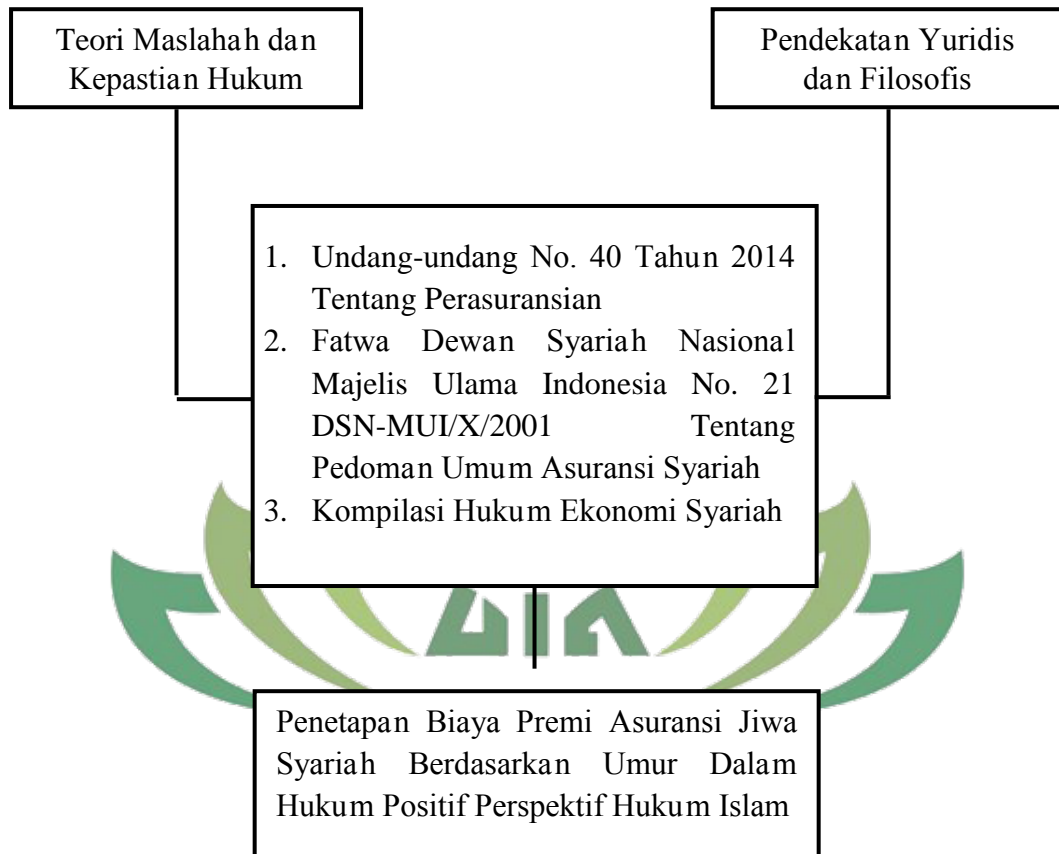 Teori Maslahah dan
Kepastian Hukum
Pendekatan Yuridis
dan Filosofis
1. Undang-undang No. 40 Tahun 2014
Tentang Perasuransian
2. Fatwa Dewan Syariah Nasional
Majelis Ulama Indonesia No. 21
DSN-MUI/X/2001 Tentang
Pedoman Umum Asuransi Syariah
3. Kompilasi Hukum Ekonomi Syariah
Penetapan Biaya Premi Asuransi Jiwa
Syariah Berdasarkan Umur Dalam
Hukum Positif Perspektif Hukum Islam